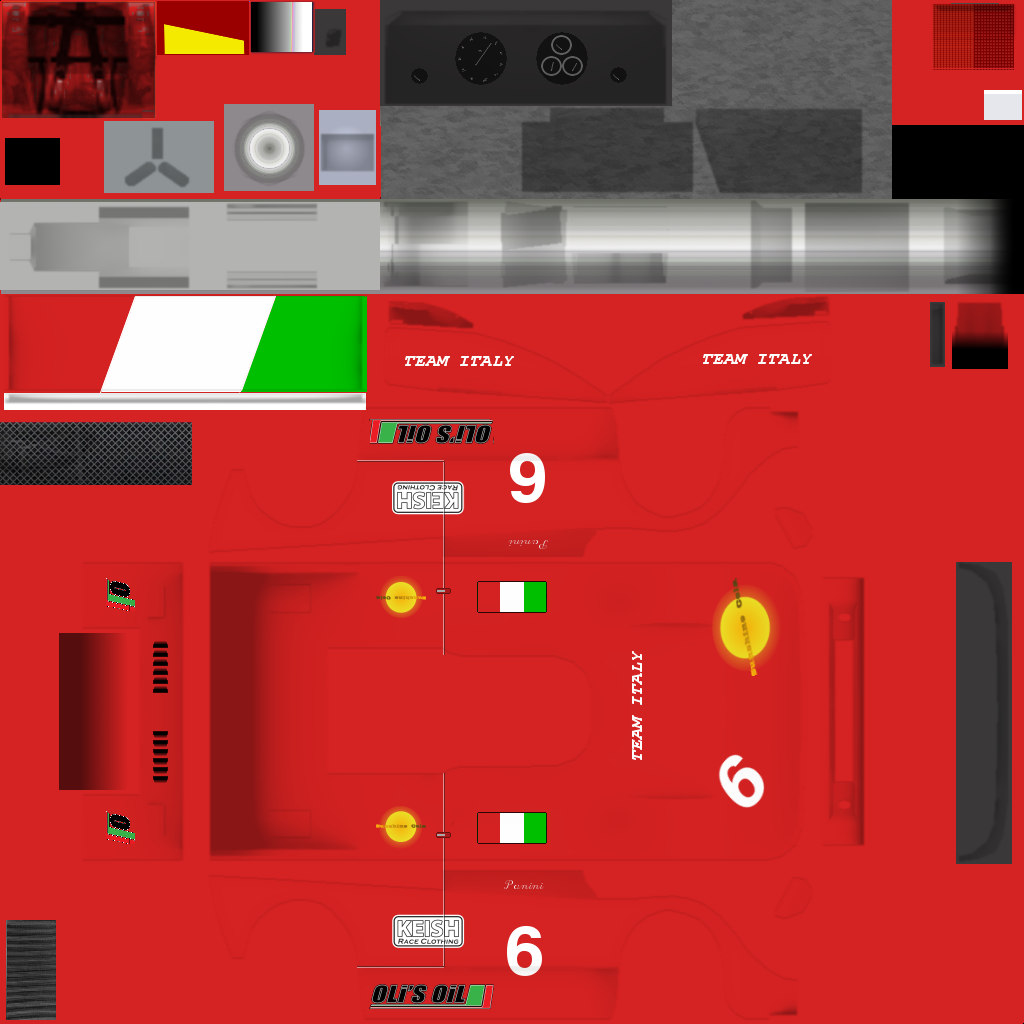 TEAM ITALY TEAM ITALY
OLI'S OIL
KEISH
RACE CLOTHING
6
Panini
TEAM ITALY
6
Panini
KEISH
RACE CLOTHING
6
OLI'S OIL